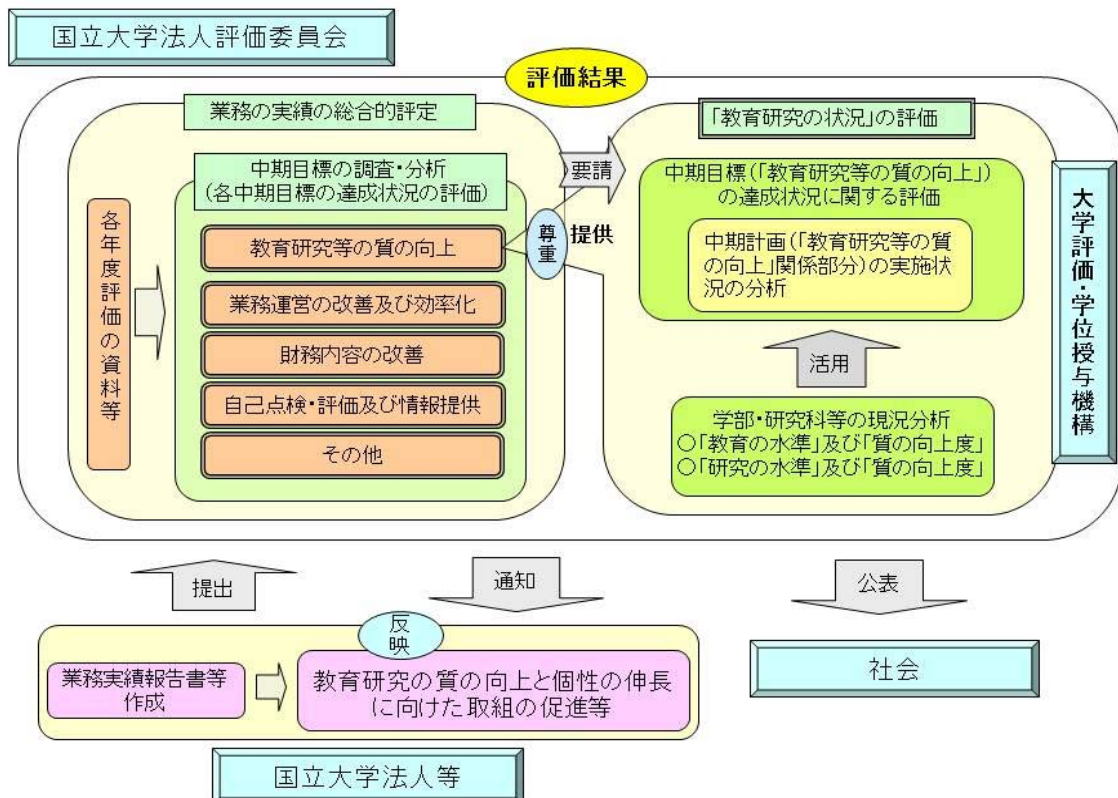 国立大学法人評価委員会
評価結果
業務の実績の総合的評定
中期目標の調査・分析
(各中期目標の達成状況の評価)
各年度評価の資料等
教育研究等の質の向上
業務運営の改善及び効率化
財務内容の改善
自己点検・評価及び情報提供
その他
要請
尊重
提供
「教育研究の状況」の評価
中期目標(「教育研究等の質の向上」)
の達成状況に関する評価
中期計画(「教育研究等の質
の向上」関係部分)の実施状
況の分析
活用
学部・研究科等の現況分析
○「教育の水準」及び「質の向上度」
○「研究の水準」及び「質の向上度」
大学評価・学位授与機構
提出
通知
公表
反映
業務実績報告書等
作成
教育研究の質の向上と個性の伸長
に向けた取組の促進等
社会
国立大学法人等